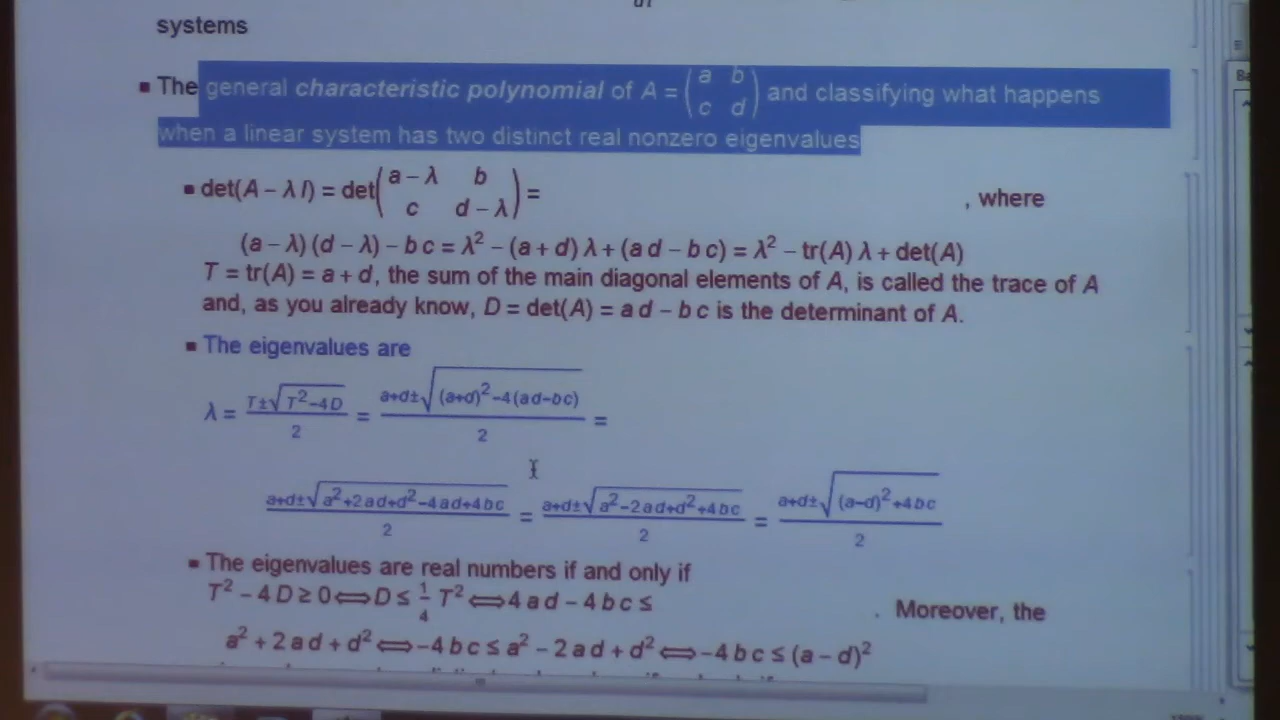 systems
▪ The general characteristic polynomial of A = (a b; c d) and classifying what happens
when a linear system has two distinct real nonzero eigenvalues
▪ det(A − λ I) = det(a − λ b; c d − λ) = , where
(a − λ) (d − λ) − b c = λ² − (a + d) λ + (a d − b c) = λ² − tr(A) λ + det(A)
T = tr(A) = a + d, the sum of the main diagonal elements of A, is called the trace of A
and, as you already know, D = det(A) = a d − b c is the determinant of A.
▪ The eigenvalues are
λ = (T±√(T²−4D))/2 = (a+d±√((a+d)²−4(ad−bc)))/2 =
(a+d±√(a²+2ad+d²−4ad+4bc))/2 = (a+d±√(a²−2ad+d²+4bc))/2 = (a+d±√((a−d)²+4bc))/2
▪ The eigenvalues are real numbers if and only if
T² − 4 D ≥ 0 ⟺ D ≤ 1/4 T² ⟺ 4 a d − 4 b c ≤ . Moreover, the
a² + 2 a d + d² ⟺ −4 b c ≤ a² − 2 a d + d² ⟺ −4 b c ≤ (a − d)²